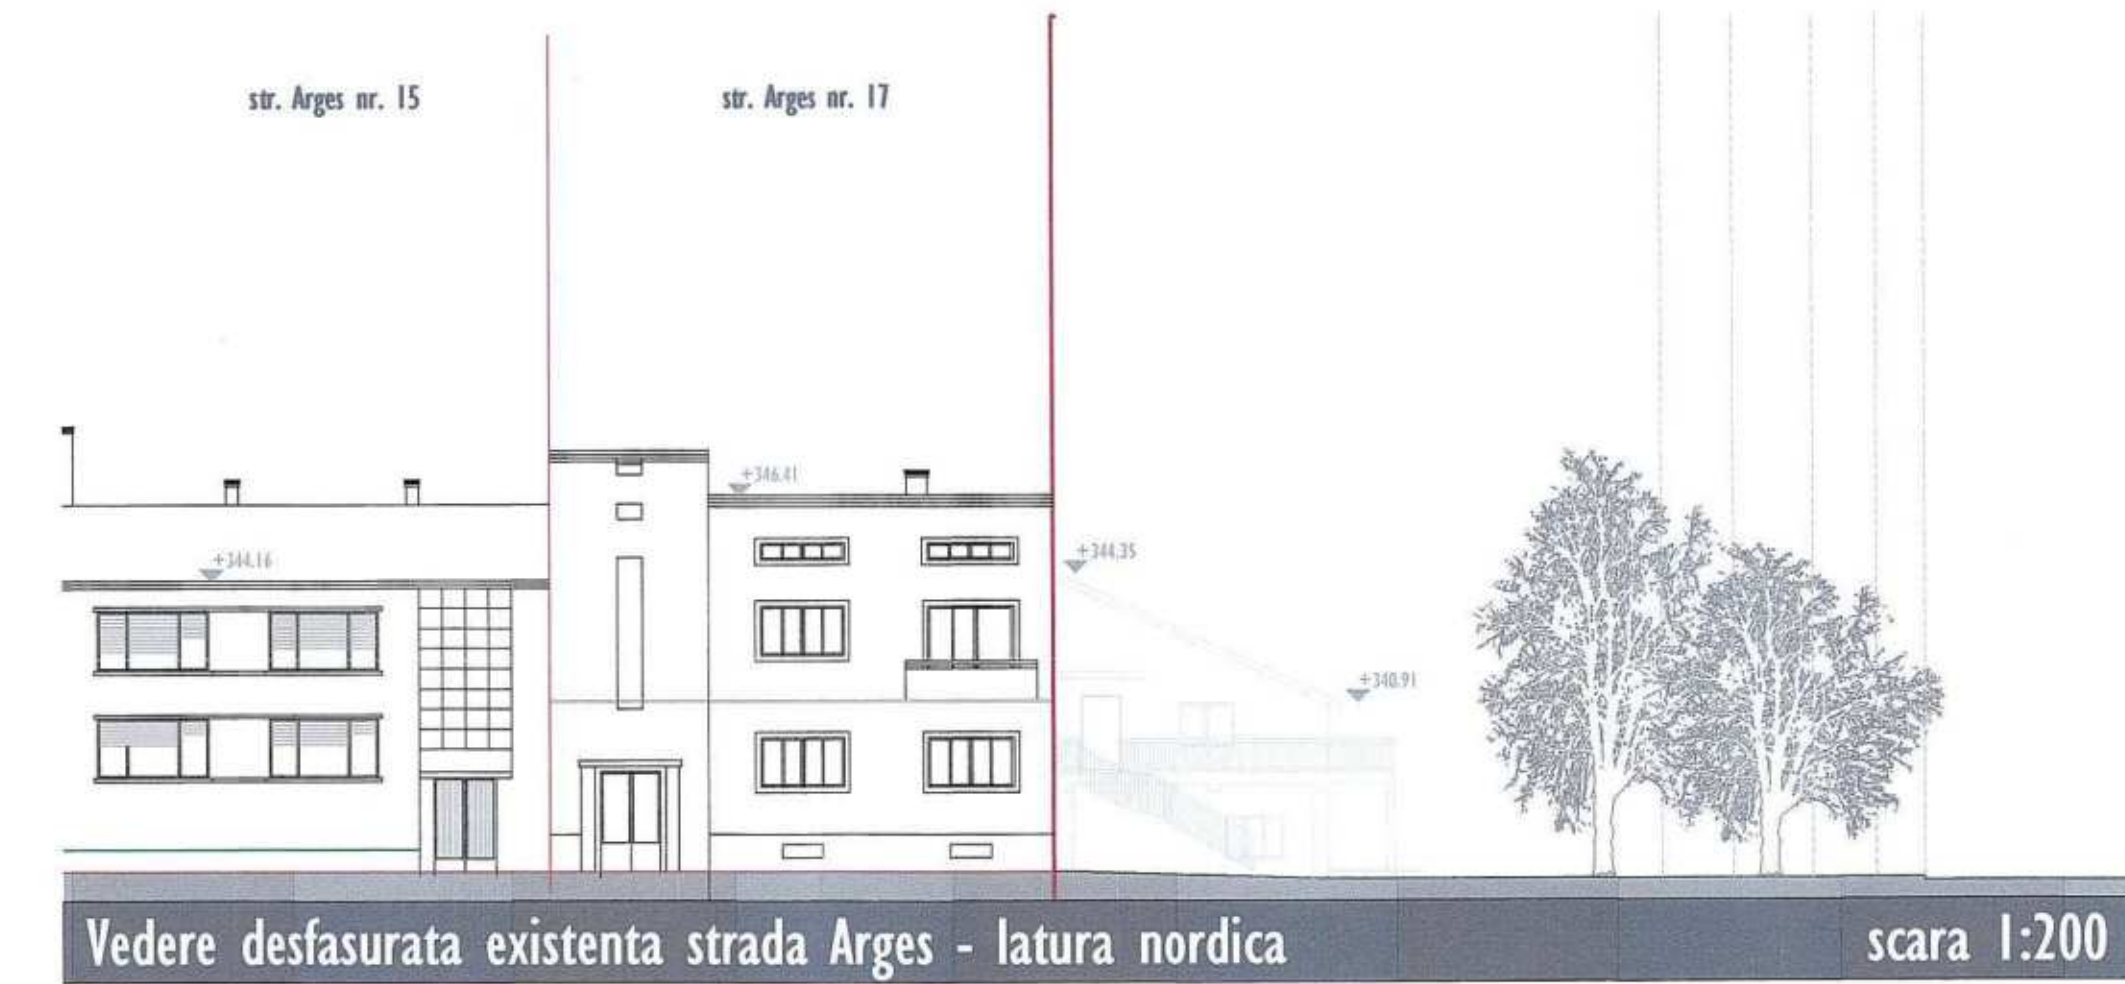 str. Arges nr. 15
str. Arges nr. 17
+346.41
+344.16
+344.35
+340.91
Vedere desfasurata existenta strada Arges - latura nordica
scara 1:200